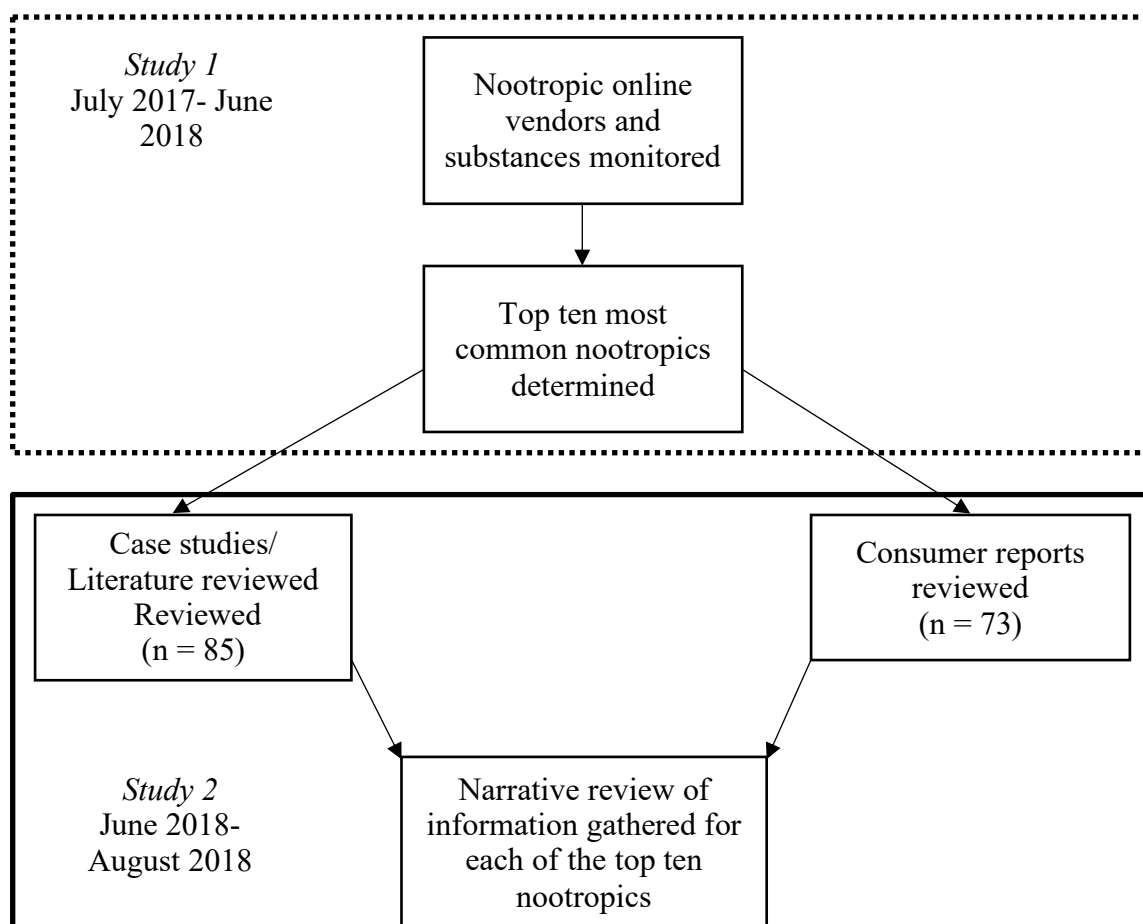 Study 1
July 2017- June
2018
Nootropic online
vendors and
substances monitored
Top ten most
common nootropics
determined
Case studies/
Literature reviewed
Reviewed
(n = 85)
Consumer reports
reviewed
(n = 73)
Study 2
June 2018-
August 2018
Narrative review of
information gathered for
each of the top ten
nootropics